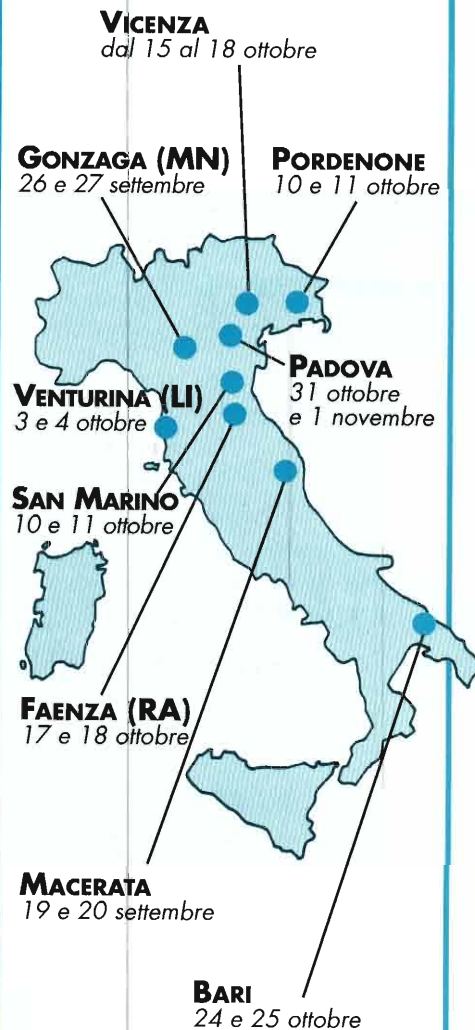 VICENZA
dal 15 al 18 ottobre
GONZAGA (MN)
26 e 27 settembre
PORDENONE
10 e 11 ottobre
PADOVA
31 ottobre
e 1 novembre
VENTURINA (LI)
3 e 4 ottobre
SAN MARINO
10 e 11 ottobre
FAENZA (RA)
17 e 18 ottobre
MACERATA
19 e 20 settembre
BARI
24 e 25 ottobre